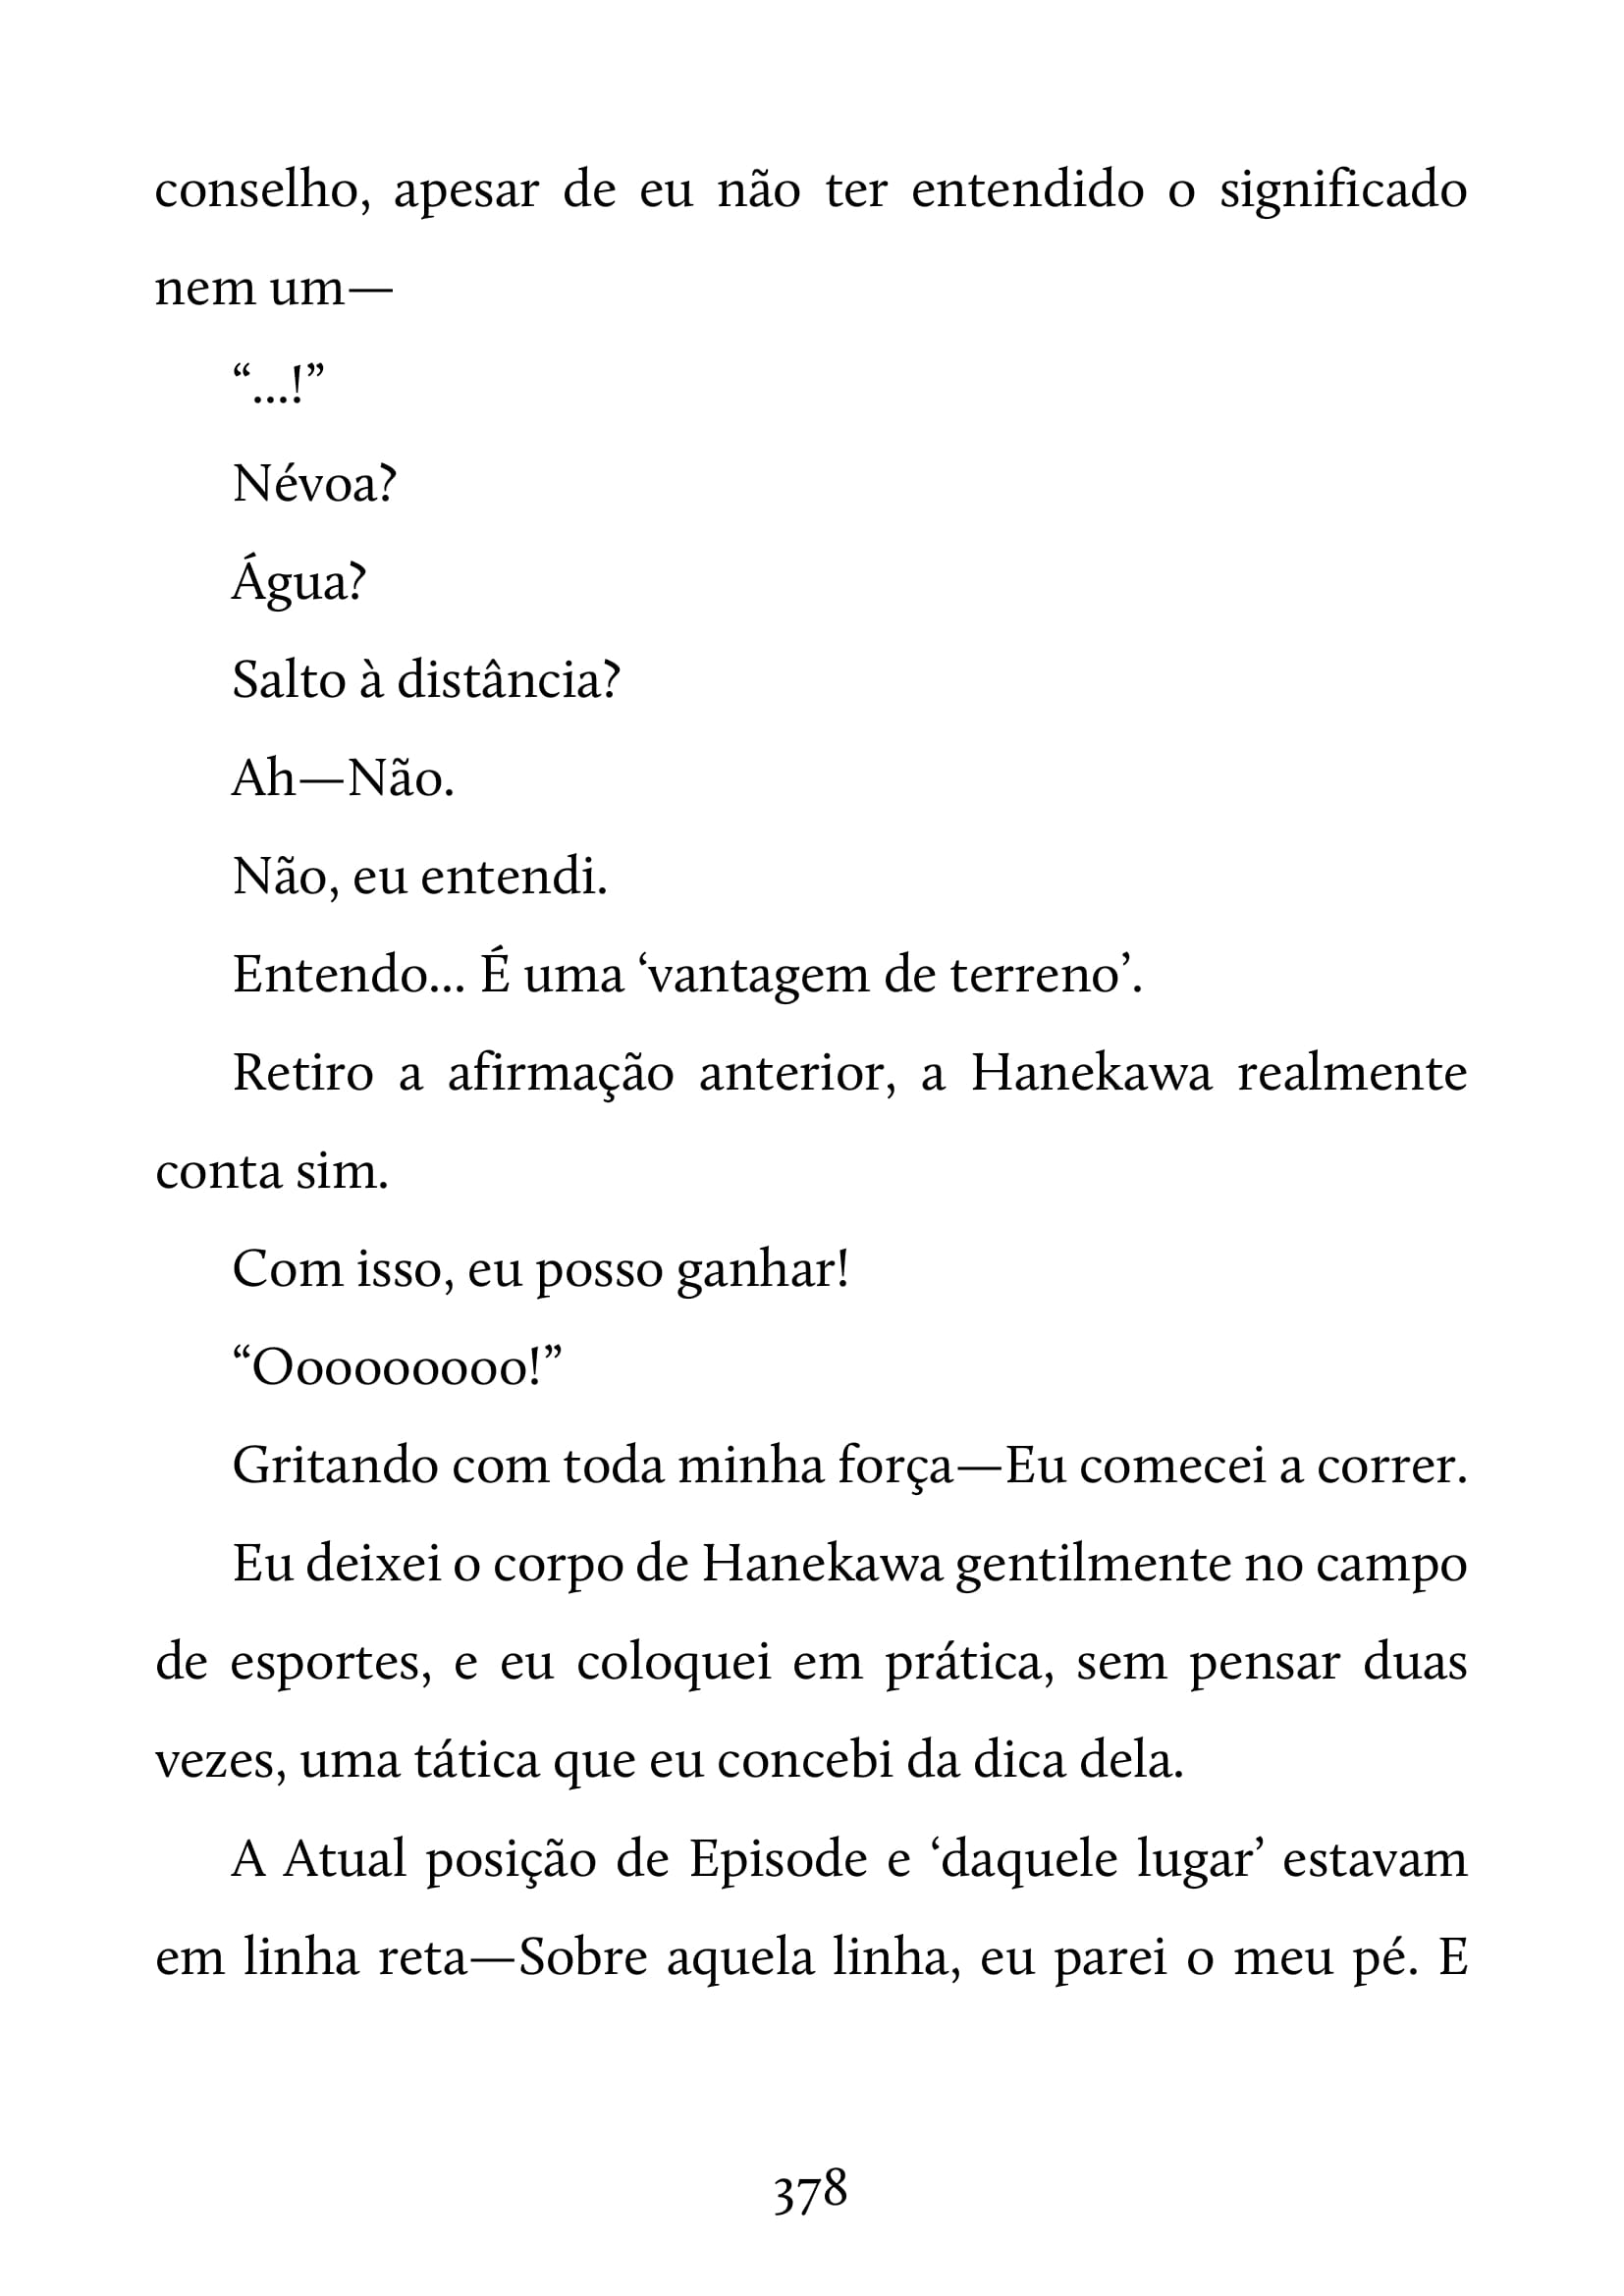 conselho, apesar de eu não ter entendido o significado
nem um—
“...!”
Névoa?
Água?
Salto à distância?
Ah—Não.
Não, eu entendi.
Entendo... É uma ‘vantagem de terreno’.
Retiro a afirmação anterior, a Hanekawa realmente
conta sim.
Com isso, eu posso ganhar!
“Ooooooooo!”
Gritando com toda minha força—Eu comecei a correr.
Eu deixei o corpo de Hanekawa gentilmente no campo
de esportes, e eu coloquei em prática, sem pensar duas
vezes, uma tática que eu concebi da dica dela.
A Atual posição de Episode e ‘daquele lugar’ estavam
em linha reta—Sobre aquela linha, eu parei o meu pé. E
378